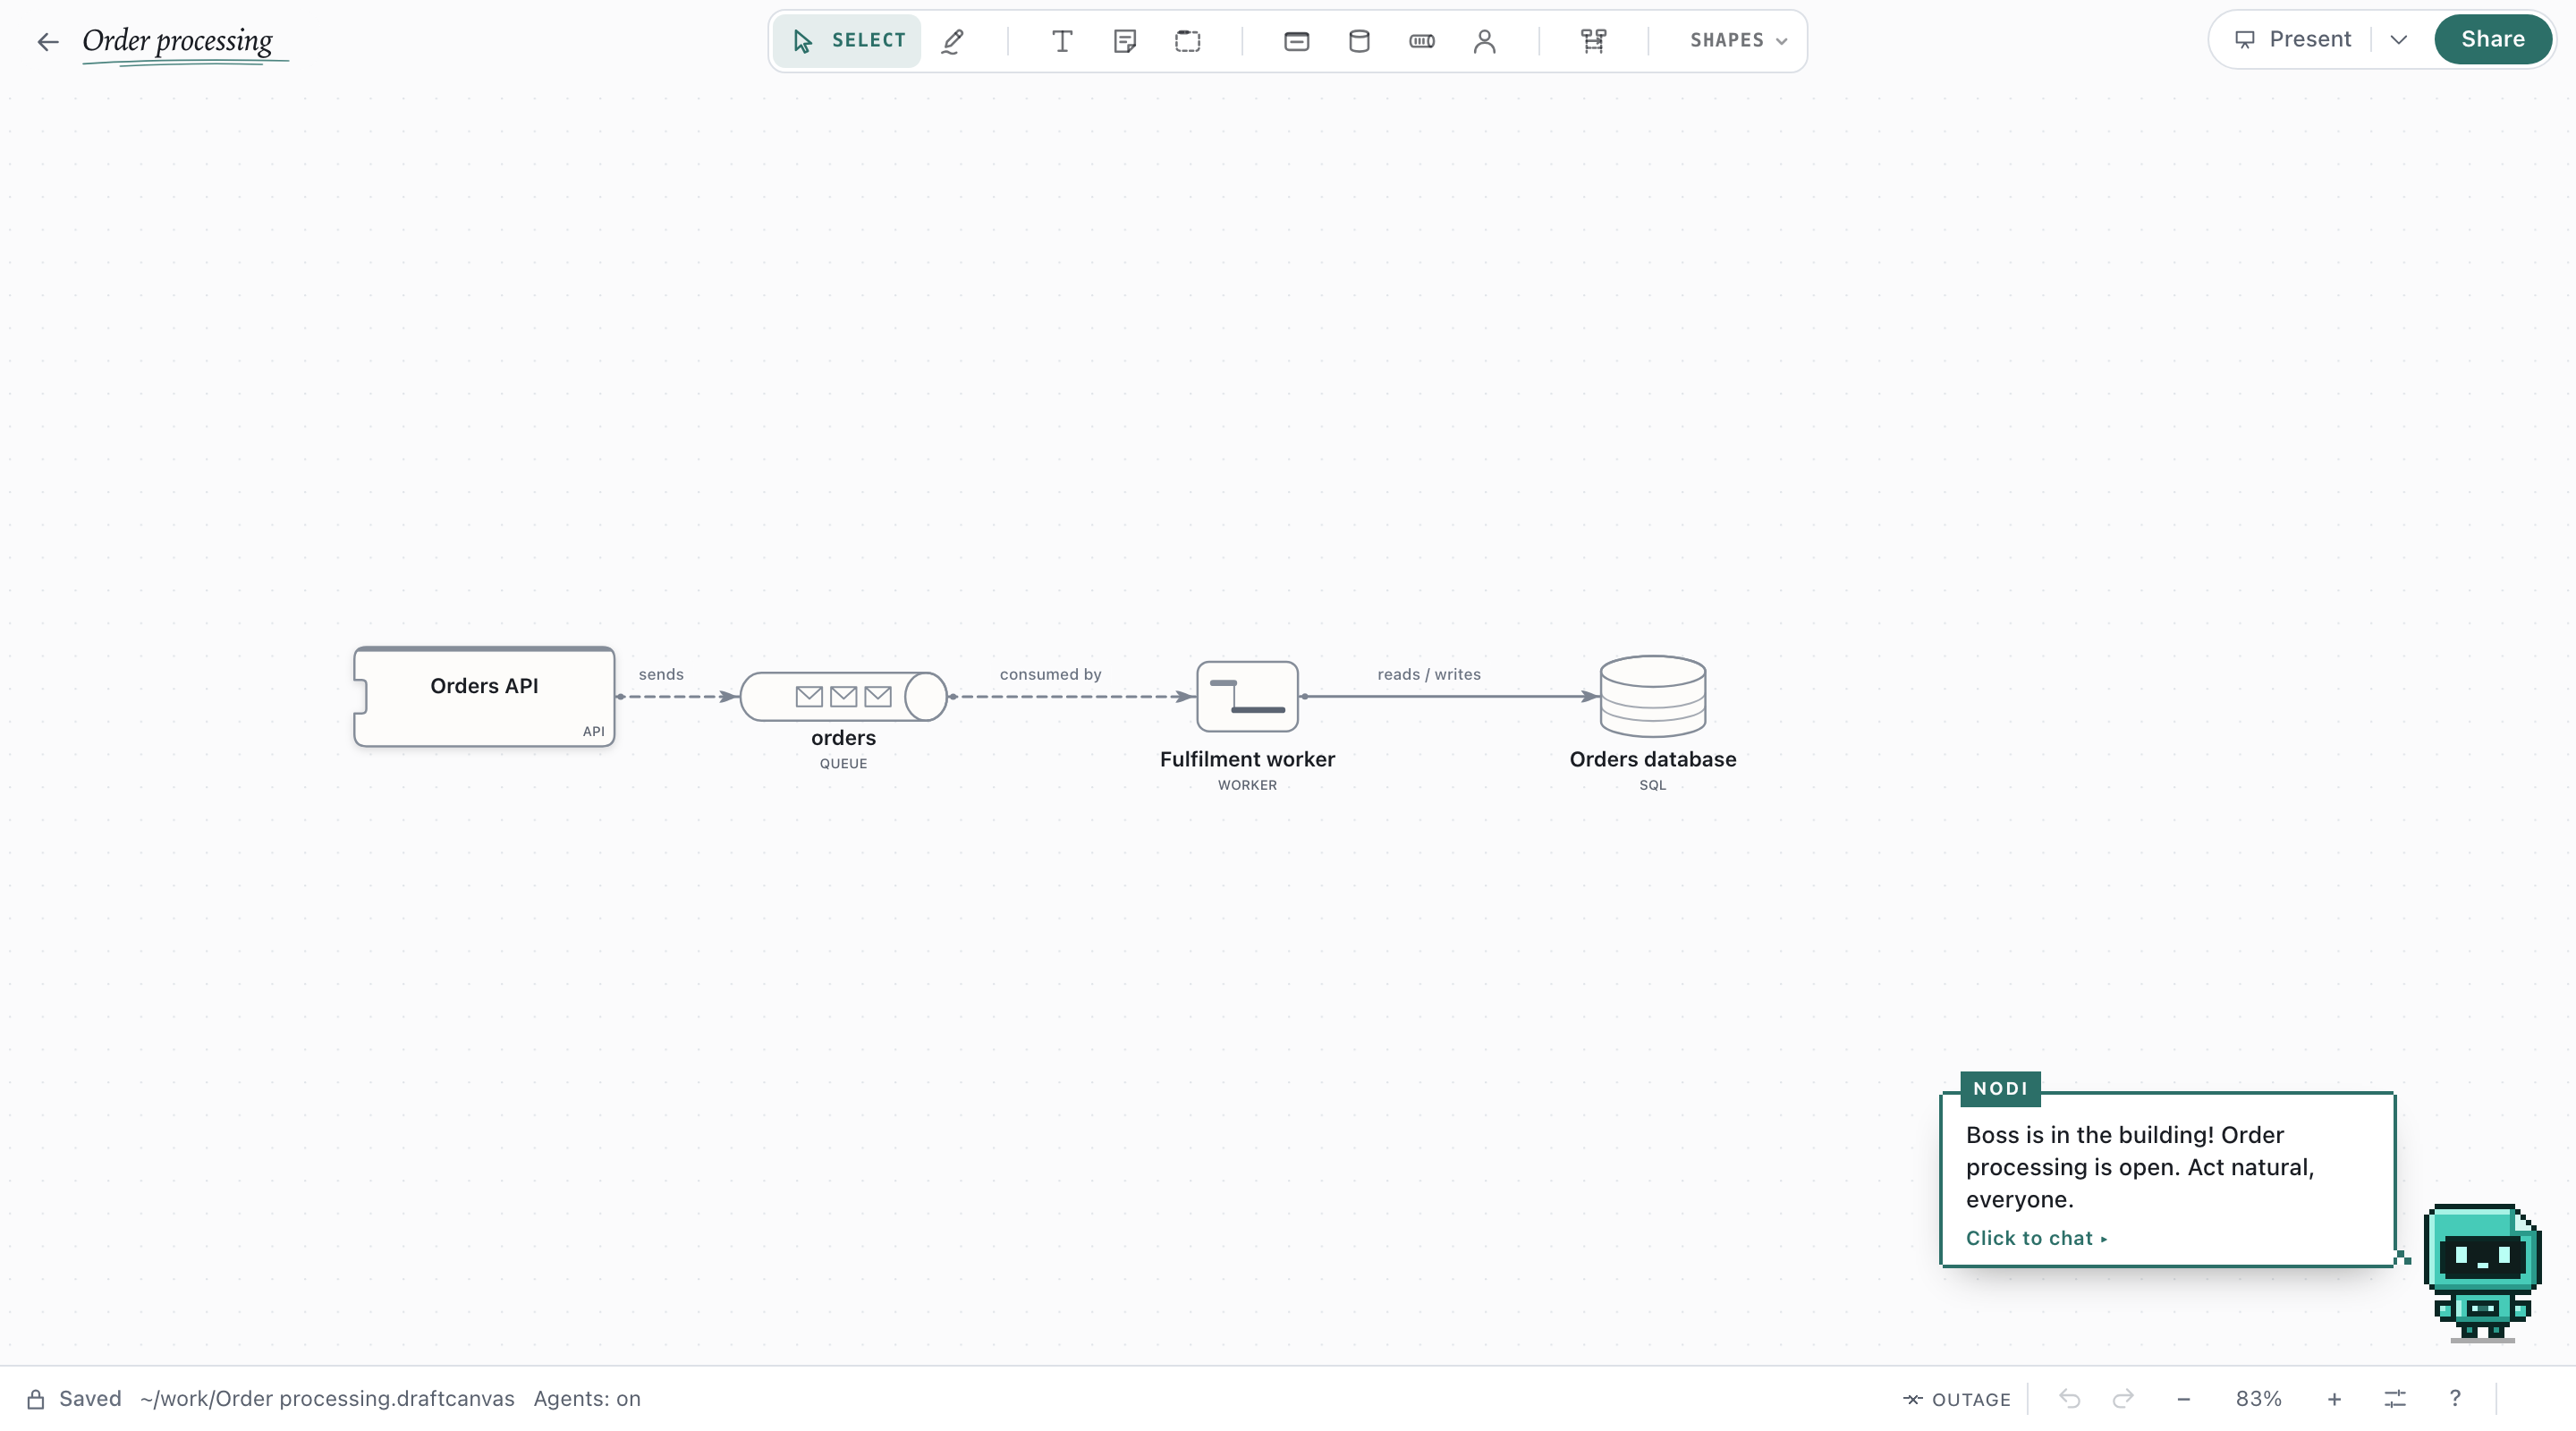 Order processing
SELECT
SHAPES
Present
Share
sends
consumed by
reads / writes
Orders API
API
orders
QUEUE
Fulfilment worker
WORKER
Orders database
SQL
NODI
Boss is in the building! Order
processing is open. Act natural,
everyone.
Click to chat ▸
Saved ~/work/Order processing.draftcanvas Agents: on
OUTAGE
83%
?